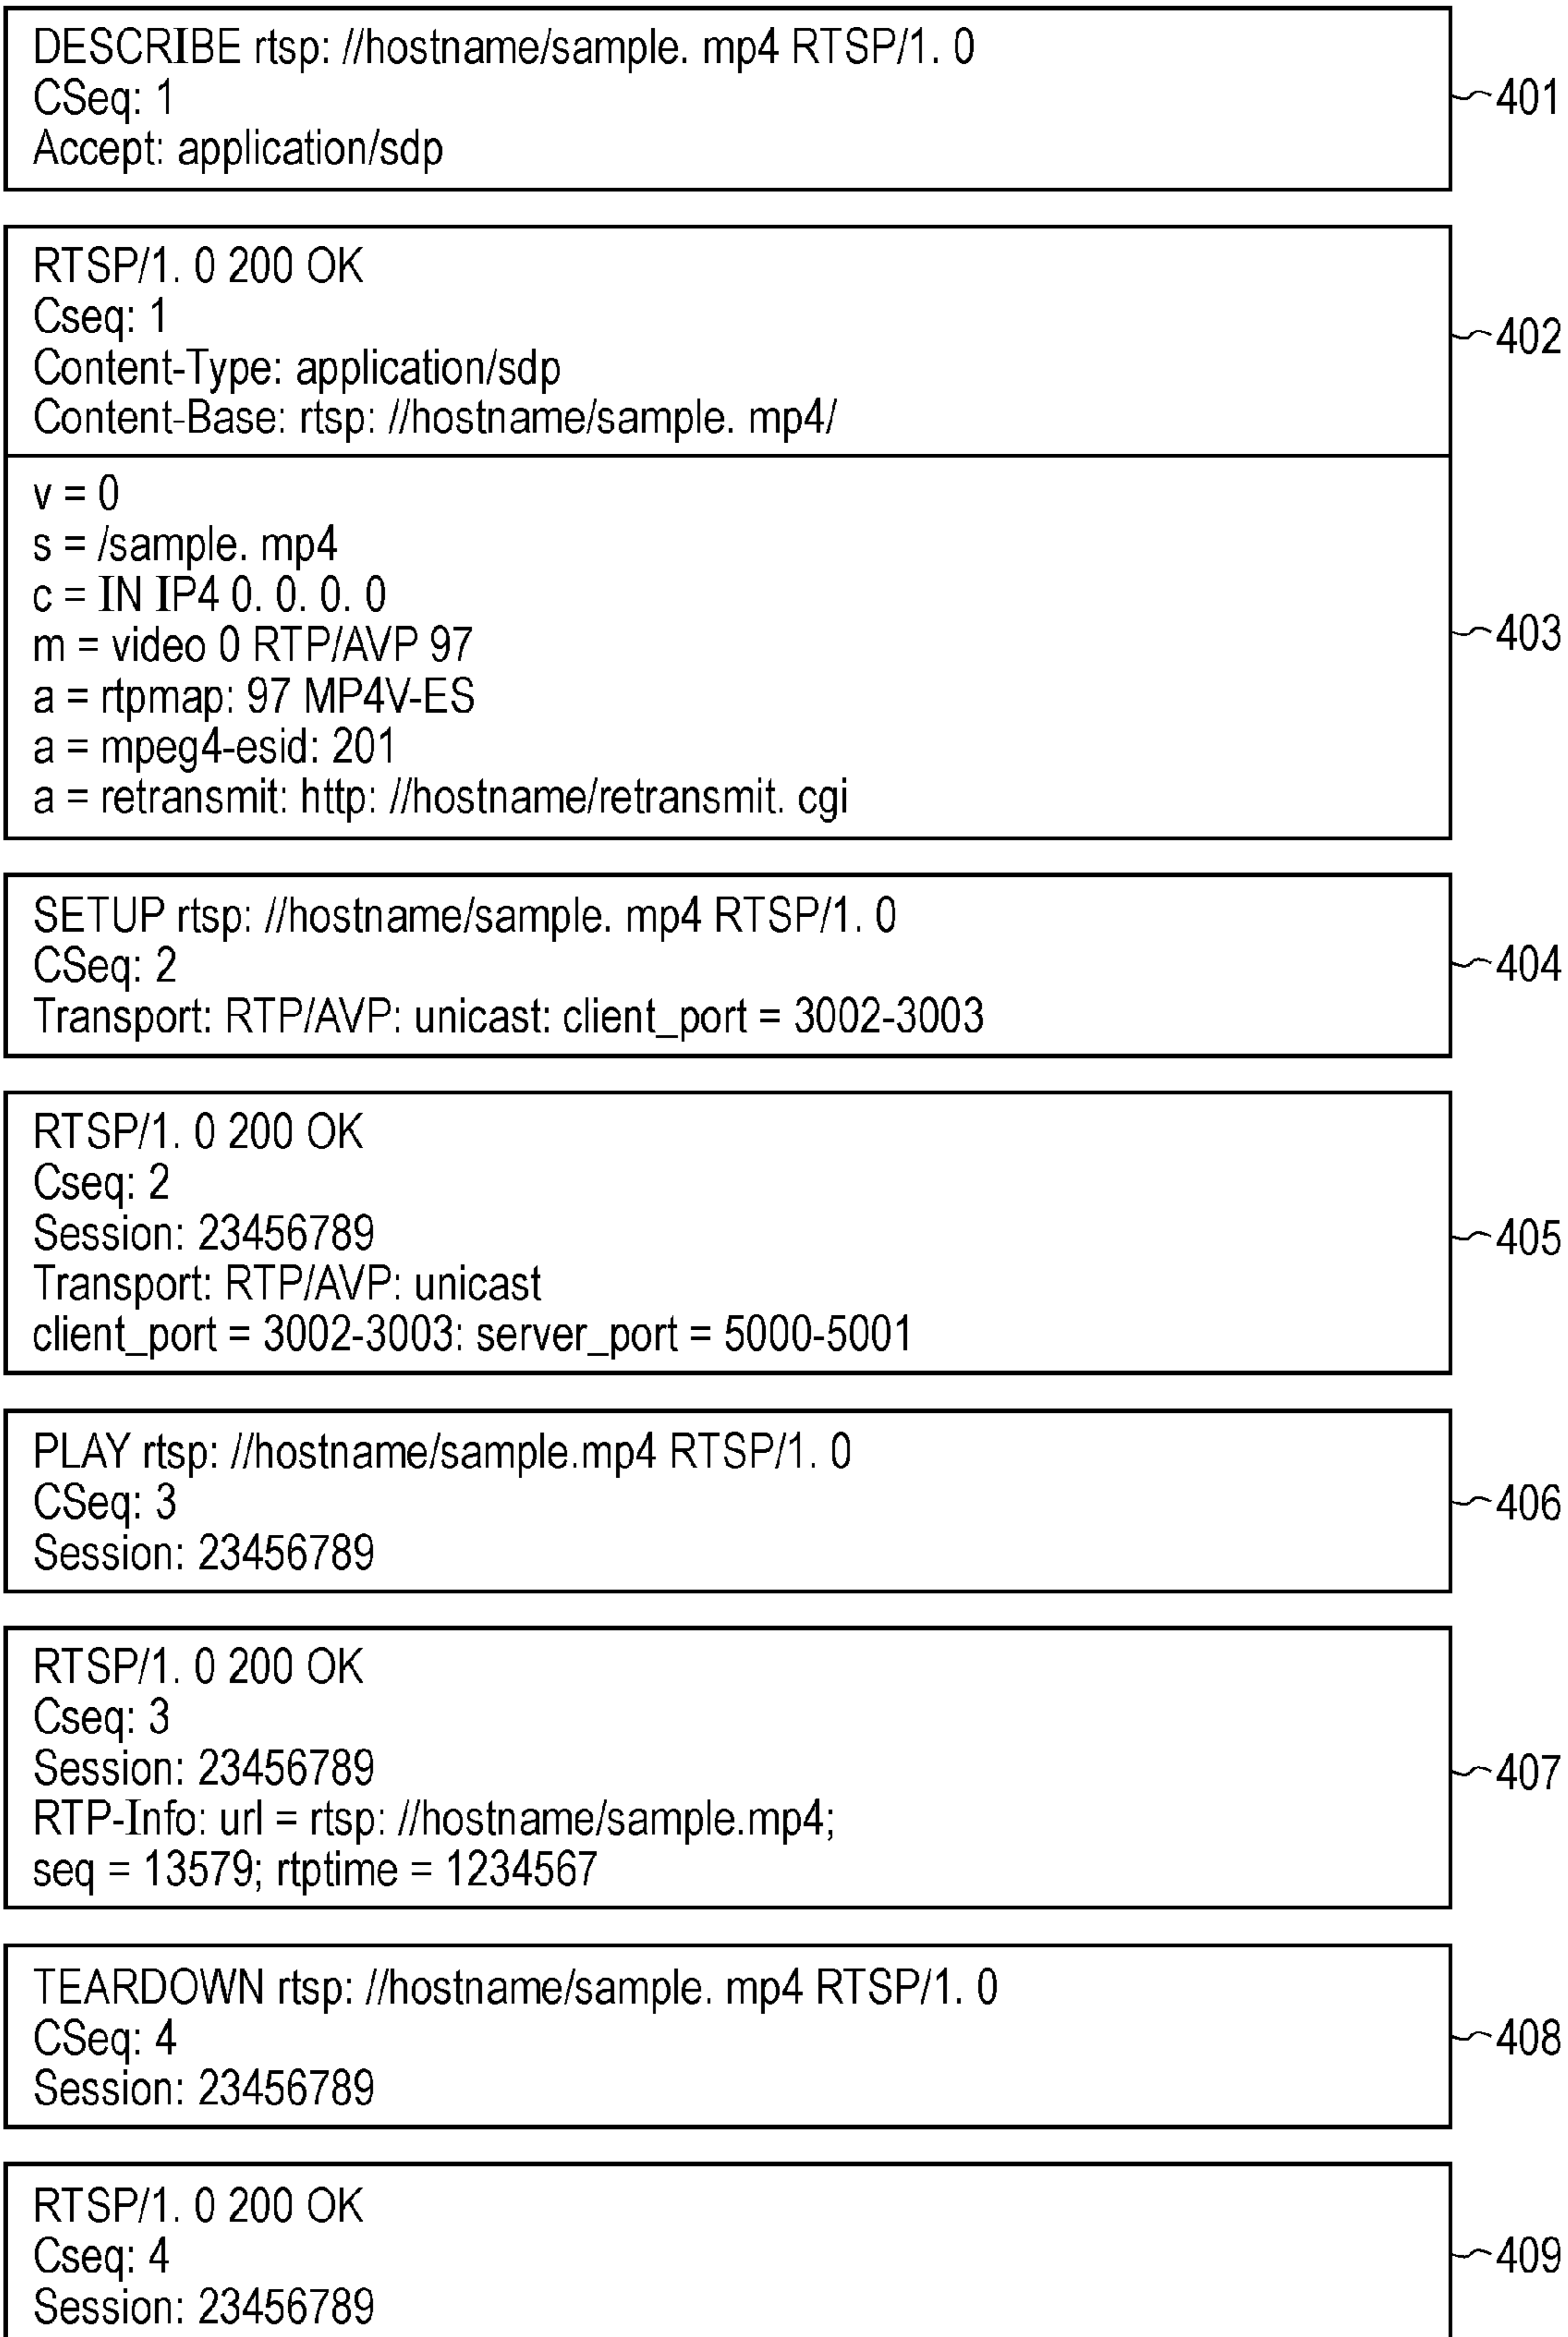 DESCRIBE rtsp: //hostname/sample. mp4 RTSP/1. 0
CSeq: 1
Accept: application/sdp
401
RTSP/1. 0 200 OK
Cseq: 1
Content-Type: application/sdp
Content-Base: rtsp: //hostname/sample. mp4/
402
v = 0
s = /sample. mp4
c = IN IP4 0. 0. 0. 0
m = video 0 RTP/AVP 97
a = rtpmap: 97 MP4V-ES
a = mpeg4-esid: 201
a = retransmit: http: //hostname/retransmit. cgi
403
SETUP rtsp: //hostname/sample. mp4 RTSP/1. 0
CSeq: 2
Transport: RTP/AVP: unicast: client_port = 3002-3003
404
RTSP/1. 0 200 OK
Cseq: 2
Session: 23456789
Transport: RTP/AVP: unicast
client_port = 3002-3003: server_port = 5000-5001
405
PLAY rtsp: //hostname/sample.mp4 RTSP/1. 0
CSeq: 3
Session: 23456789
406
RTSP/1. 0 200 OK
Cseq: 3
Session: 23456789
RTP-Info: url = rtsp: //hostname/sample.mp4;
seq = 13579; rtptime = 1234567
407
TEARDOWN rtsp: //hostname/sample. mp4 RTSP/1. 0
CSeq: 4
Session: 23456789
408
RTSP/1. 0 200 OK
Cseq: 4
Session: 23456789
409